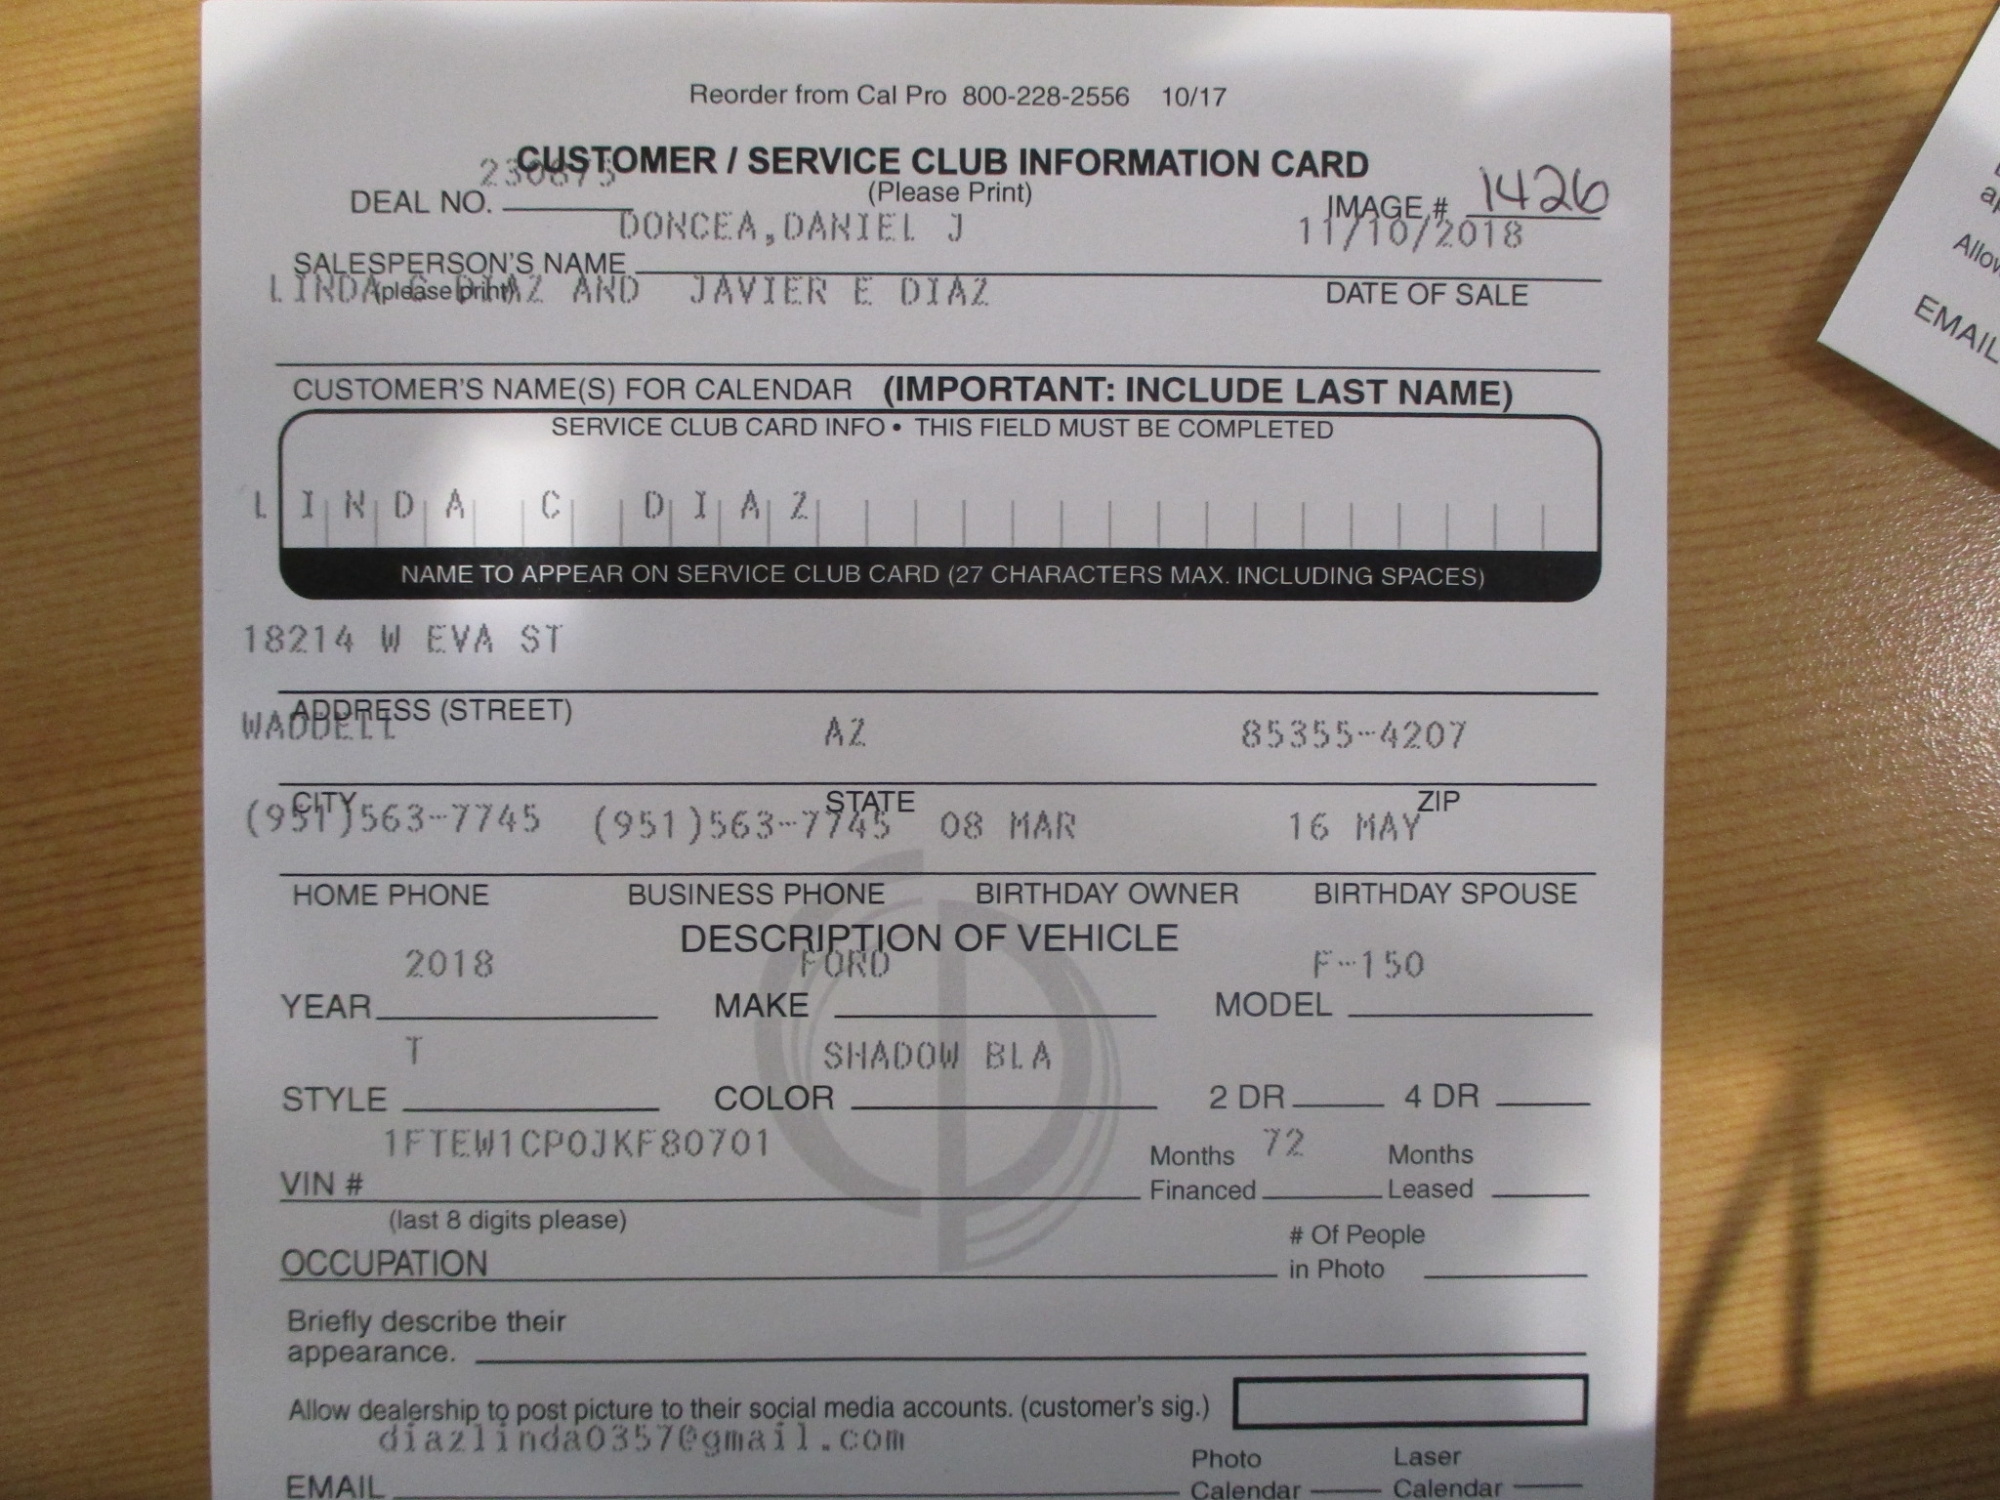 Reorder from Cal Pro 800-228-2556 10/17
CUSTOMER / SERVICE CLUB INFORMATION CARD
230875
(Please Print)
DEAL NO.
IMAGE # 1426
DONCEA,DANIEL J 11/10/2018
SALESPERSON'S NAME
(please print)
DATE OF SALE
LINDA C DIAZ AND JAVIER E DIAZ
CUSTOMER'S NAME(S) FOR CALENDAR (IMPORTANT: INCLUDE LAST NAME)
SERVICE CLUB CARD INFO • THIS FIELD MUST BE COMPLETED
LINDA C DIAZ
NAME TO APPEAR ON SERVICE CLUB CARD (27 CHARACTERS MAX. INCLUDING SPACES)
18214 W EVA ST
ADDRESS (STREET)
WADDELL AZ 85355-4207
CITY STATE ZIP
(951)563-7745 (951)563-7745 08 MAR 16 MAY
HOME PHONE BUSINESS PHONE BIRTHDAY OWNER BIRTHDAY SPOUSE
DESCRIPTION OF VEHICLE
2018 FORD F-150
YEAR MAKE MODEL
T SHADOW BLA
STYLE COLOR 2 DR 4 DR
1FTEW1CP0JKF80701
VIN #
Months Financed 72 Months Leased
(last 8 digits please)
OCCUPATION
# Of People in Photo
Briefly describe their
appearance.
Allow dealership to post picture to their social media accounts. (customer's sig.)
diazlinda0357@gmail.com
EMAIL
Photo Calendar Laser Calendar
Allow
EMAIL